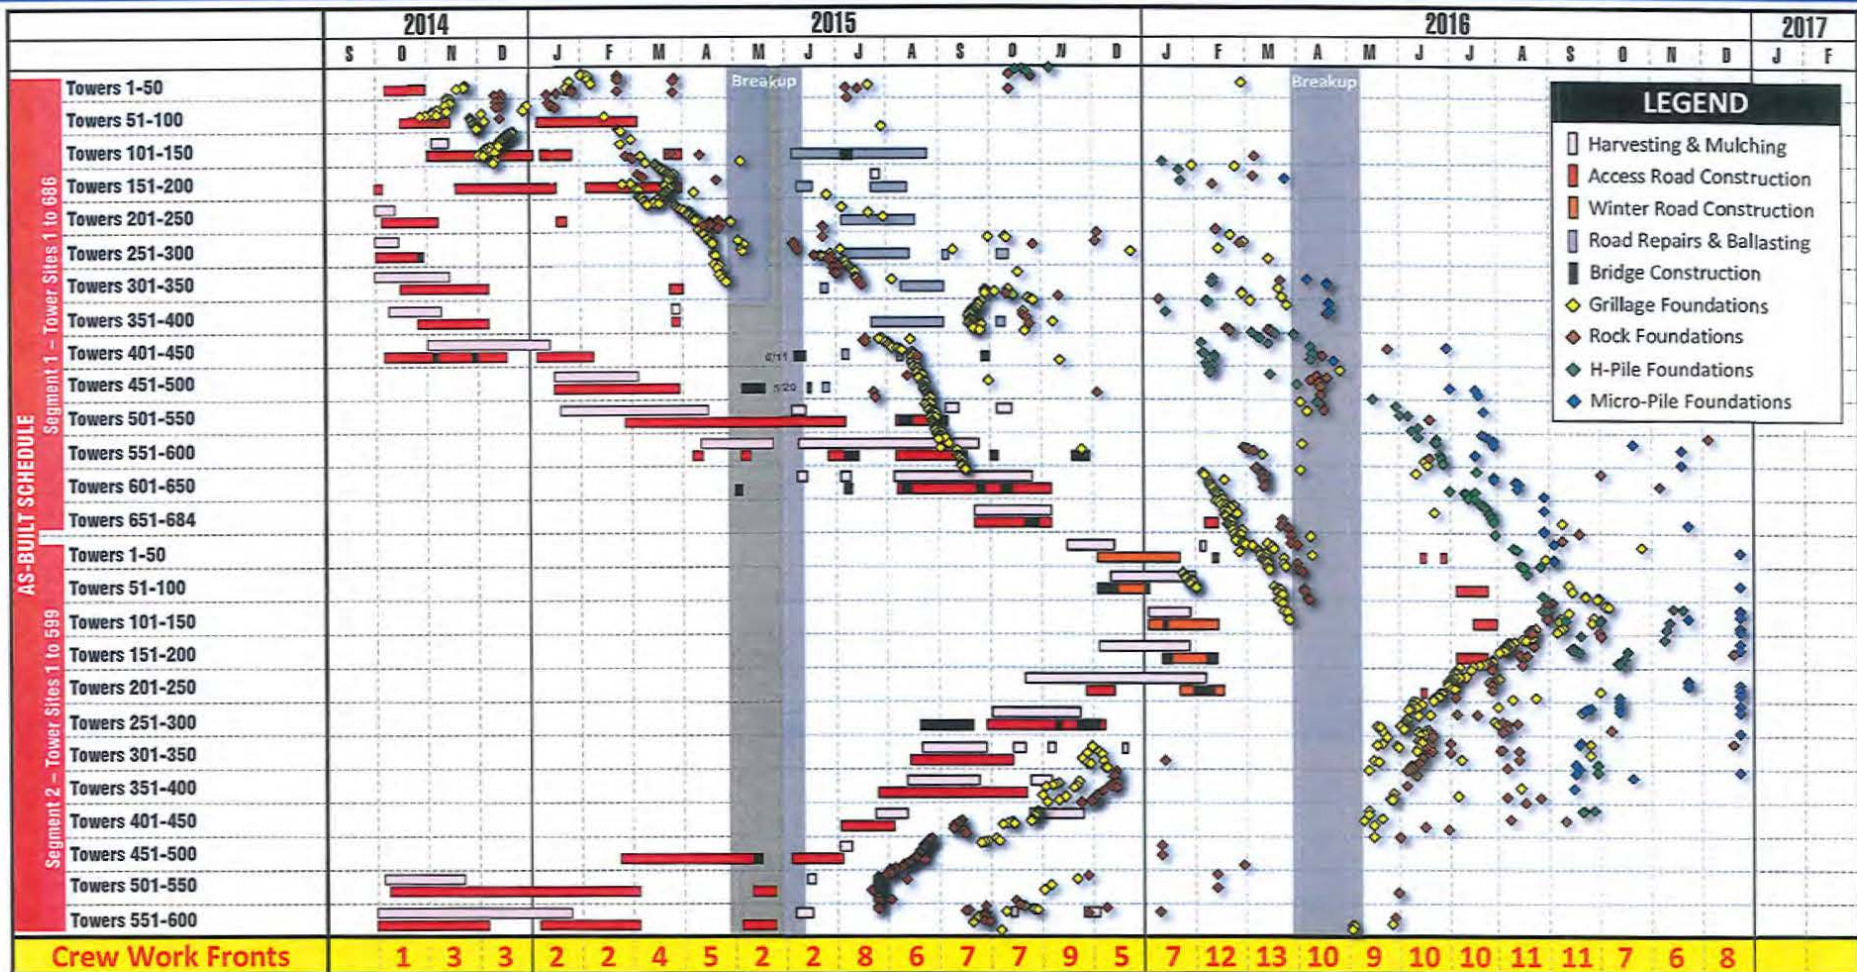 2014 2015 2016 2017
S O N D J F M A M J J A S O N D J F M A M J J A S O N D J F
AS-BUILT SCHEDULE
Segment 1 – Tower Sites 1 to 686
Towers 1-50
Towers 51-100
Towers 101-150
Towers 151-200
Towers 201-250
Towers 251-300
Towers 301-350
Towers 351-400
Towers 401-450
Towers 451-500
Towers 501-550
Towers 551-600
Towers 601-650
Towers 651-684
Segment 2 – Tower Sites 1 to 599
Towers 1-50
Towers 51-100
Towers 101-150
Towers 151-200
Towers 201-250
Towers 251-300
Towers 301-350
Towers 351-400
Towers 401-450
Towers 451-500
Towers 501-550
Towers 551-600
Breakup
Breakup
6/11
5/20
LEGEND
Harvesting & Mulching
Access Road Construction
Winter Road Construction
Road Repairs & Ballasting
Bridge Construction
Grillage Foundations
Rock Foundations
H-Pile Foundations
Micro-Pile Foundations
Crew Work Fronts 1 3 3 2 2 4 5 2 2 8 6 7 7 9 5 7 12 13 10 9 10 10 11 11 7 6 8